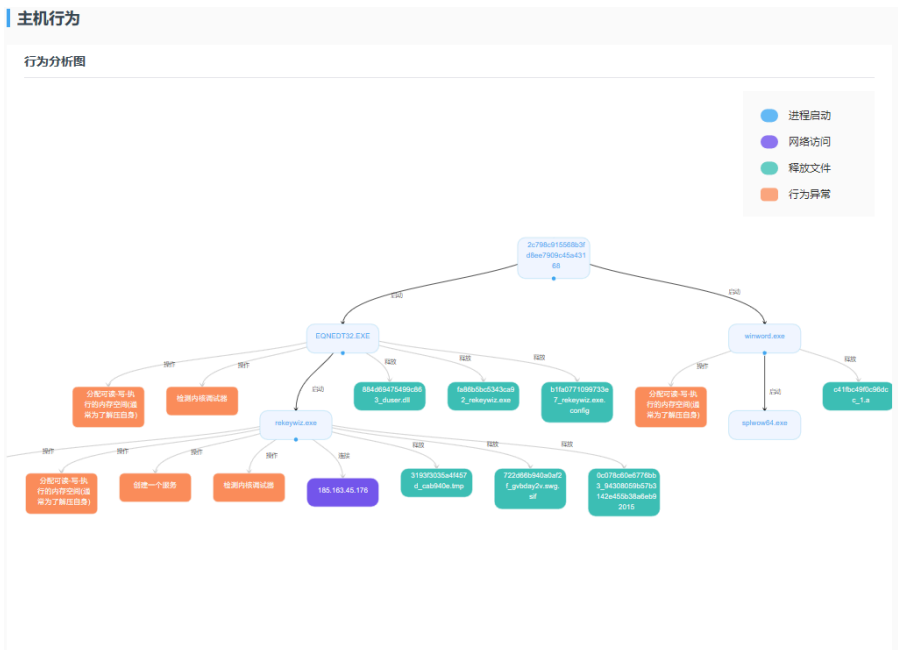 主机行为
行为分析图
进程启动
网络访问
释放文件
行为异常
2c798c915568b3f
d8ee7909c45a431
68
启动
启动
EQNEDT32.EXE
winword.exe
操作
操作
启动
释放
释放
释放
操作
启动
释放
分配可读-写-执
行的内存空间(通
常为了解压自身)
检测内核调试器
884d69475499c86
3_duser.dll
fa86b5bc5343ca9
2_rekeywiz.exe
b1fa0771099733e
7_rekeywiz.exe.
config
分配可读-写-执
行的内存空间(通
常为了解压自身)
c41fbc49f0c96dc
c_1.a
rekeywiz.exe
splwow64.exe
操作
操作
操作
操作
连接
释放
释放
释放
分配可读-写-执
行的内存空间(通
常为了解压自身)
创建一个服务
检测内核调试器
185.163.45.176
3193f3035a4f457
d_cab940e.tmp
722d86b940a0af2
f_gvbday2v.swg.
sif
0c078c60e6776bb
3_94308059b57b3
142e455b38a6eb9
2015